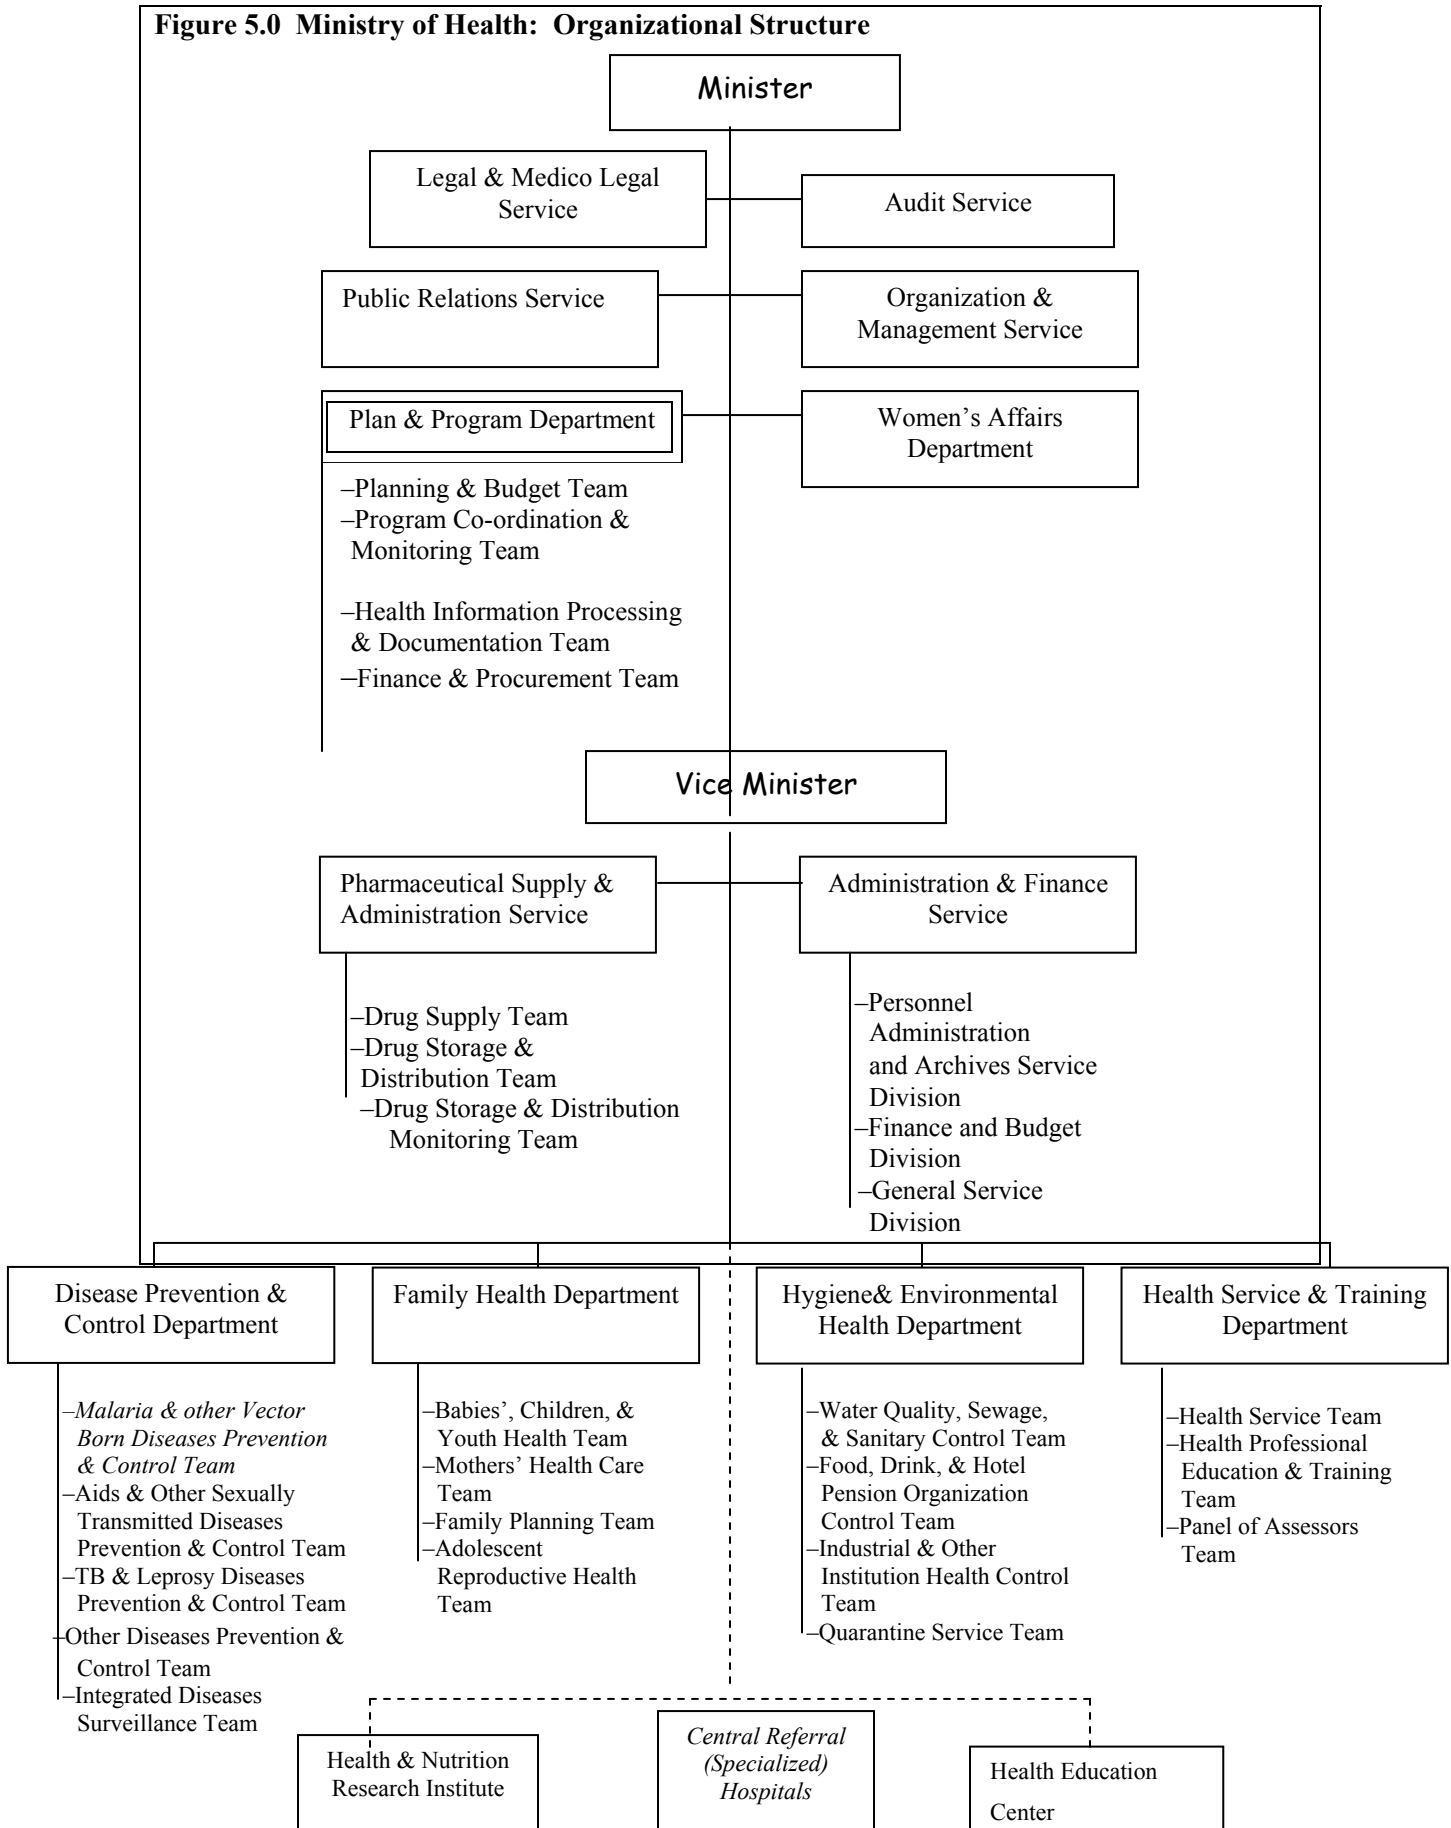 Figure 5.0  Ministry of Health:  Organizational Structure
Minister
Legal & Medico Legal
Service
Audit Service
Public Relations Service
Organization &
Management Service
Plan & Program Department
Women’s Affairs
Department
–Planning & Budget Team
–Program Co-ordination &
Monitoring Team
–Health Information Processing
& Documentation Team
–Finance & Procurement Team
Vice Minister
Pharmaceutical Supply &
Administration Service
Administration & Finance
Service
–Drug Supply Team
–Drug Storage &
Distribution Team
–Drug Storage & Distribution
Monitoring Team
–Personnel
Administration
and Archives Service
Division
–Finance and Budget
Division
–General Service
Division
Disease Prevention &
Control Department
Family Health Department
Hygiene& Environmental
Health Department
Health Service & Training
Department
–Malaria & other Vector
Born Diseases Prevention
& Control Team
–Aids & Other Sexually
Transmitted Diseases
Prevention & Control Team
–TB & Leprosy Diseases
Prevention & Control Team
–Other Diseases Prevention &
Control Team
–Integrated Diseases
Surveillance Team
–Babies’, Children, &
Youth Health Team
–Mothers’ Health Care
Team
–Family Planning Team
–Adolescent
Reproductive Health
Team
–Water Quality, Sewage,
& Sanitary Control Team
–Food, Drink, & Hotel
Pension Organization
Control Team
–Industrial & Other
Institution Health Control
Team
–Quarantine Service Team
–Health Service Team
–Health Professional
Education & Training
Team
–Panel of Assessors
Team
Health & Nutrition
Research Institute
Central Referral
(Specialized)
Hospitals
Health Education
Center